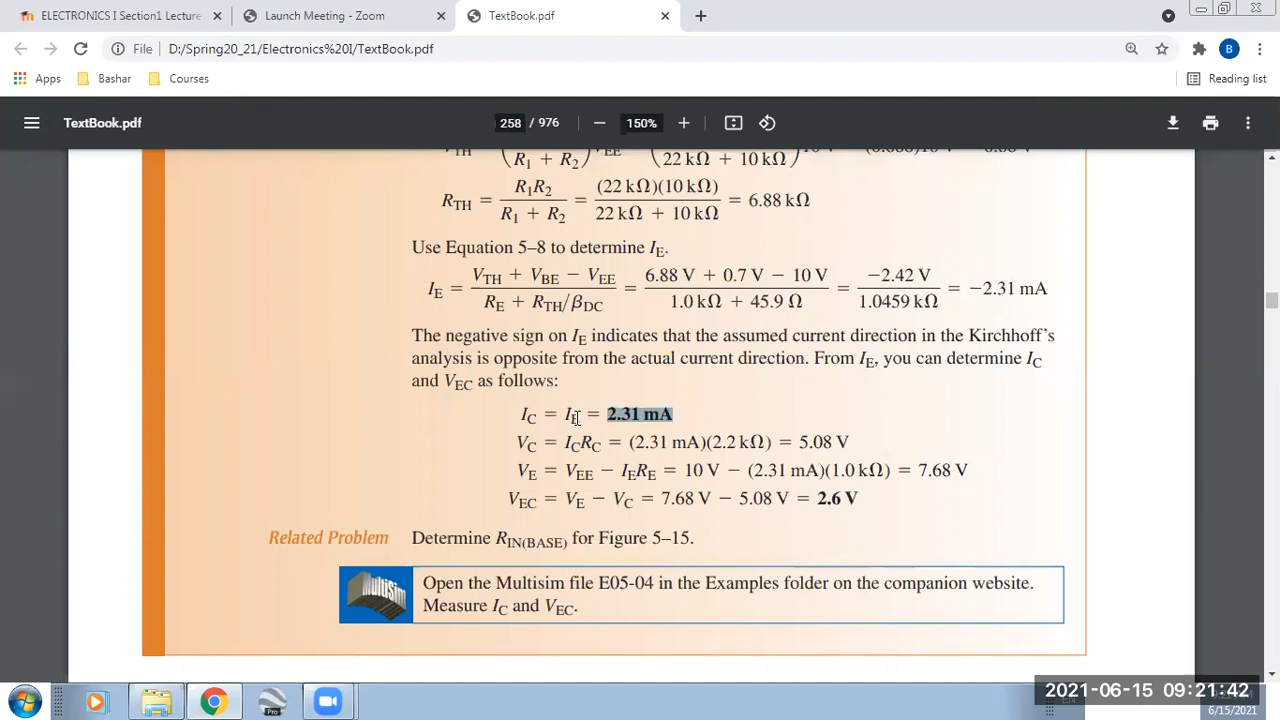 ELECTRONICS I Section1 Lecture
Launch Meeting - Zoom
TextBook.pdf
File D:/Spring20_21/Electronics%20I/TextBook.pdf
B
Apps Bashar Courses Reading list
TextBook.pdf 258 / 976 150%
R₁ + R₂ 22 kΩ + 10 kΩ
R_TH = R₁R₂ / (R₁ + R₂) = (22 kΩ)(10 kΩ) / (22 kΩ + 10 kΩ) = 6.88 kΩ
Use Equation 5–8 to determine I_E.
I_E = (V_TH + V_BE − V_EE) / (R_E + R_TH/β_DC) = (6.88 V + 0.7 V − 10 V) / (1.0 kΩ + 45.9 Ω) = −2.42 V / 1.0459 kΩ = −2.31 mA
The negative sign on I_E indicates that the assumed current direction in the Kirchhoff's
analysis is opposite from the actual current direction. From I_E, you can determine I_C
and V_EC as follows:
I_C = I_E = 2.31 mA
V_C = I_CR_C = (2.31 mA)(2.2 kΩ) = 5.08 V
V_E = V_EE − I_ER_E = 10 V − (2.31 mA)(1.0 kΩ) = 7.68 V
V_EC = V_E − V_C = 7.68 V − 5.08 V = 2.6 V
Related Problem Determine R_IN(BASE) for Figure 5–15.
MultiSim
Open the Multisim file E05-04 in the Examples folder on the companion website.
Measure I_C and V_EC.
Pro
2021-06-15 09:21:42
6/15/2021